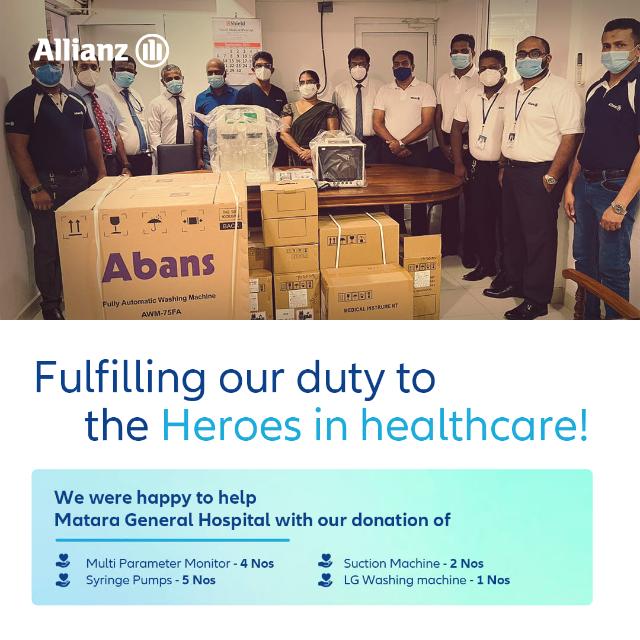 Allianz
Shield
Abans
Fully Automatic Washing Machine
AWM-75FA
BACK
MEDICAL INSTRUMENT
Fulfilling our duty to
the Heroes in healthcare!
We were happy to help
Matara General Hospital with our donation of
Multi Parameter Monitor - 4 Nos
Suction Machine - 2 Nos
Syringe Pumps - 5 Nos
LG Washing machine - 1 Nos